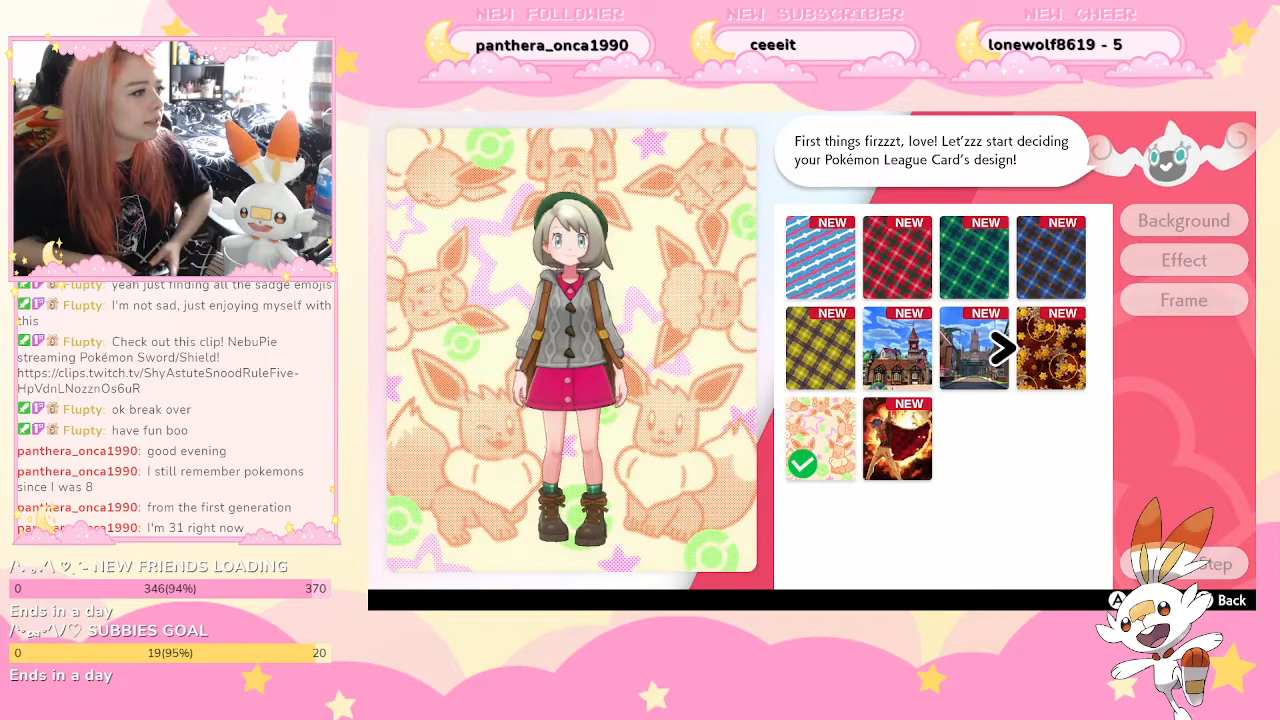 NEW FOLLOWER
NEW SUBSCRIBER
NEW CHEER
panthera_onca1990
ceeeit
lonewolf8619 - 5
First things firzzzt, love! Let'zzz start deciding
your Pokémon League Card's design!
NEW NEW NEW NEW
NEW NEW NEW
NEW
Background
Effect
Frame
Step
A
Back
Flupty: yeah just finding all the sadge emojis
Flupty: I'm not sad, just enjoying myself with
this
Flupty: Check out this clip! NebuPie
streaming Pokémon Sword/Shield!
https://clips.twitch.tv/ShyAstuteSnoodRuleFive-
HpVdnLNozznOs6uR
Flupty: ok break over
Flupty: have fun boo
panthera_onca1990: good evening
panthera_onca1990: I still remember pokemons
since I was 8
panthera_onca1990: from the first generation
panthera_onca1990: I'm 31 right now
NEW FRIENDS LOADING
0 346(94%) 370
Ends in a day
SUBBIES GOAL
0 19(95%) 20
Ends in a day